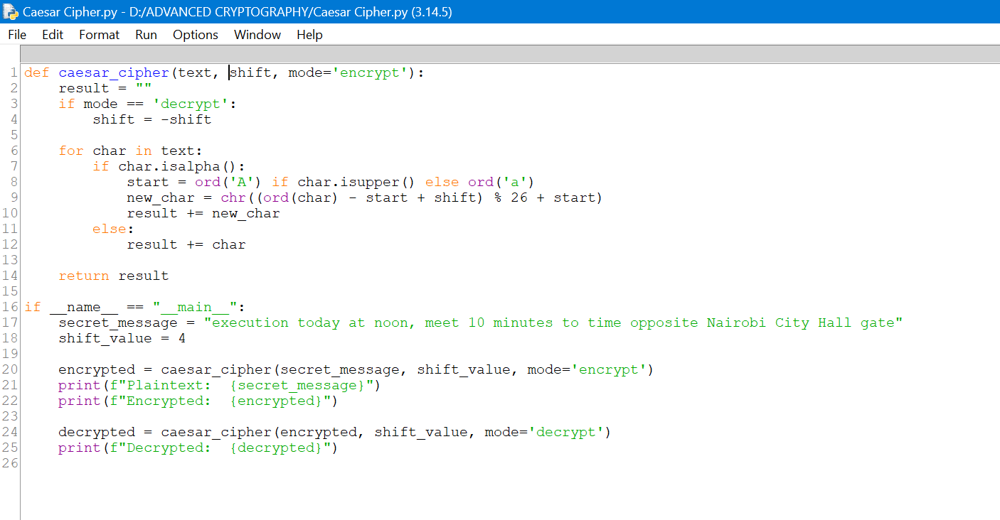 Caesar Cipher.py - D:/ADVANCED CRYPTOGRAPHY/Caesar Cipher.py (3.14.5)
File Edit Format Run Options Window Help
1 def caesar_cipher(text, shift, mode='encrypt'):
2     result = ""
3     if mode == 'decrypt':
4         shift = -shift
5
6     for char in text:
7         if char.isalpha():
8             start = ord('A') if char.isupper() else ord('a')
9             new_char = chr((ord(char) - start + shift) % 26 + start)
10             result += new_char
11         else:
12             result += char
13
14     return result
15
16 if __name__ == "__main__":
17     secret_message = "execution today at noon, meet 10 minutes to time opposite Nairobi City Hall gate"
18     shift_value = 4
19
20     encrypted = caesar_cipher(secret_message, shift_value, mode='encrypt')
21     print(f"Plaintext:  {secret_message}")
22     print(f"Encrypted:  {encrypted}")
23
24     decrypted = caesar_cipher(encrypted, shift_value, mode='decrypt')
25     print(f"Decrypted:  {decrypted}")
26